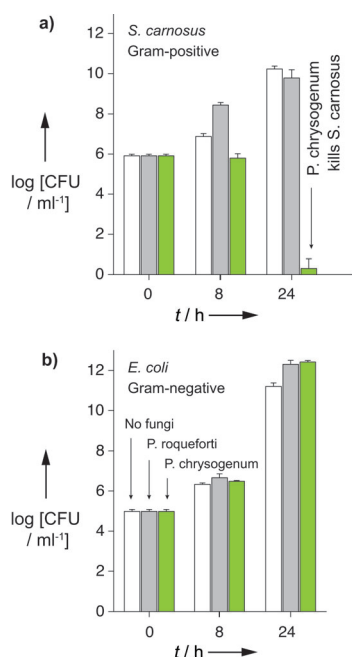 a)
S. carnosus
Gram-positive
12
10
8
6
4
2
0
log [CFU
/ ml-1]
P. chrysogenum
kills S. carnosus
0
8
24
t / h
b)
E. coli
Gram-negative
No fungi
P. roqueforti
P. chrysogenum
12
10
8
6
4
2
0
log [CFU
/ ml-1]
0
8
24
t / h